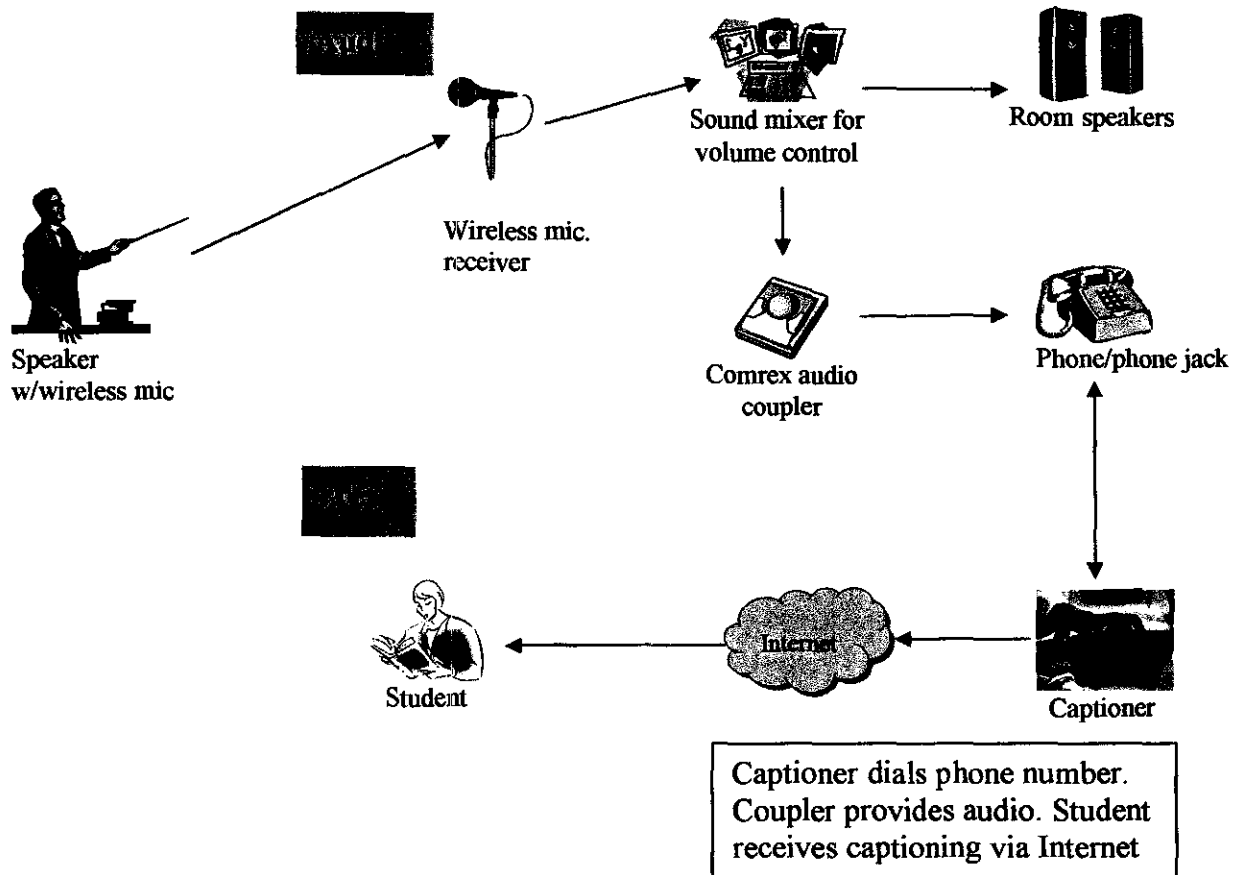 Sound mixer for
volume control
Room speakers
Wireless mic.
receiver
Speaker
w/wireless mic
Comrex audio
coupler
Phone/phone jack
Student
Internet
Captioner
Captioner dials phone number.
Coupler provides audio. Student
receives captioning via Internet